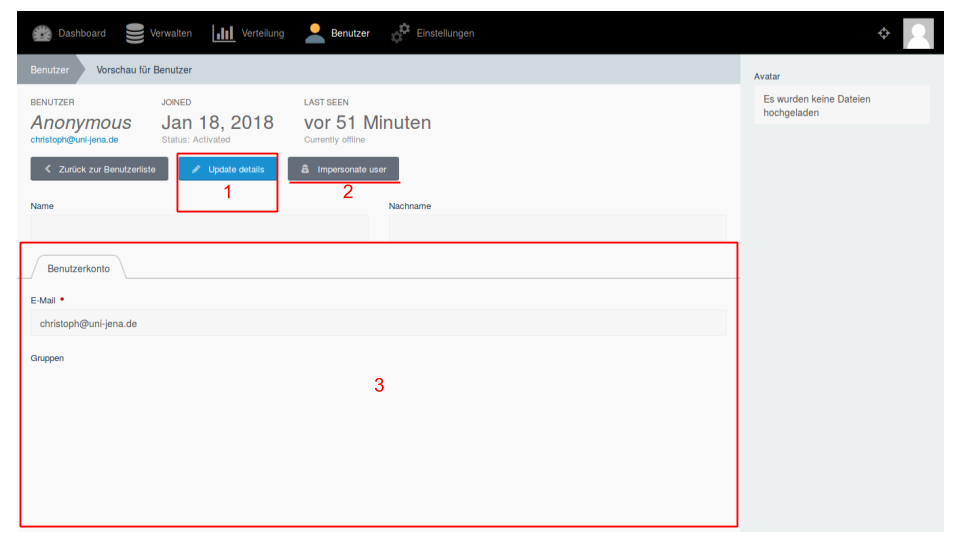 Dashboard Verwalten Verteilung Benutzer Einstellungen
Benutzer Vorschau für Benutzer
Avatar
Es wurden keine Dateien
hochgeladen
BENUTZER JOINED LAST SEEN
Anonymous Jan 18, 2018 vor 51 Minuten
christoph@uni-jena.de Status: Activated Currently offline
Zurück zur Benutzerliste Update details Impersonate user
1 2
Name Nachname
Benutzerkonto
E-Mail •
christoph@uni-jena.de
Gruppen
3